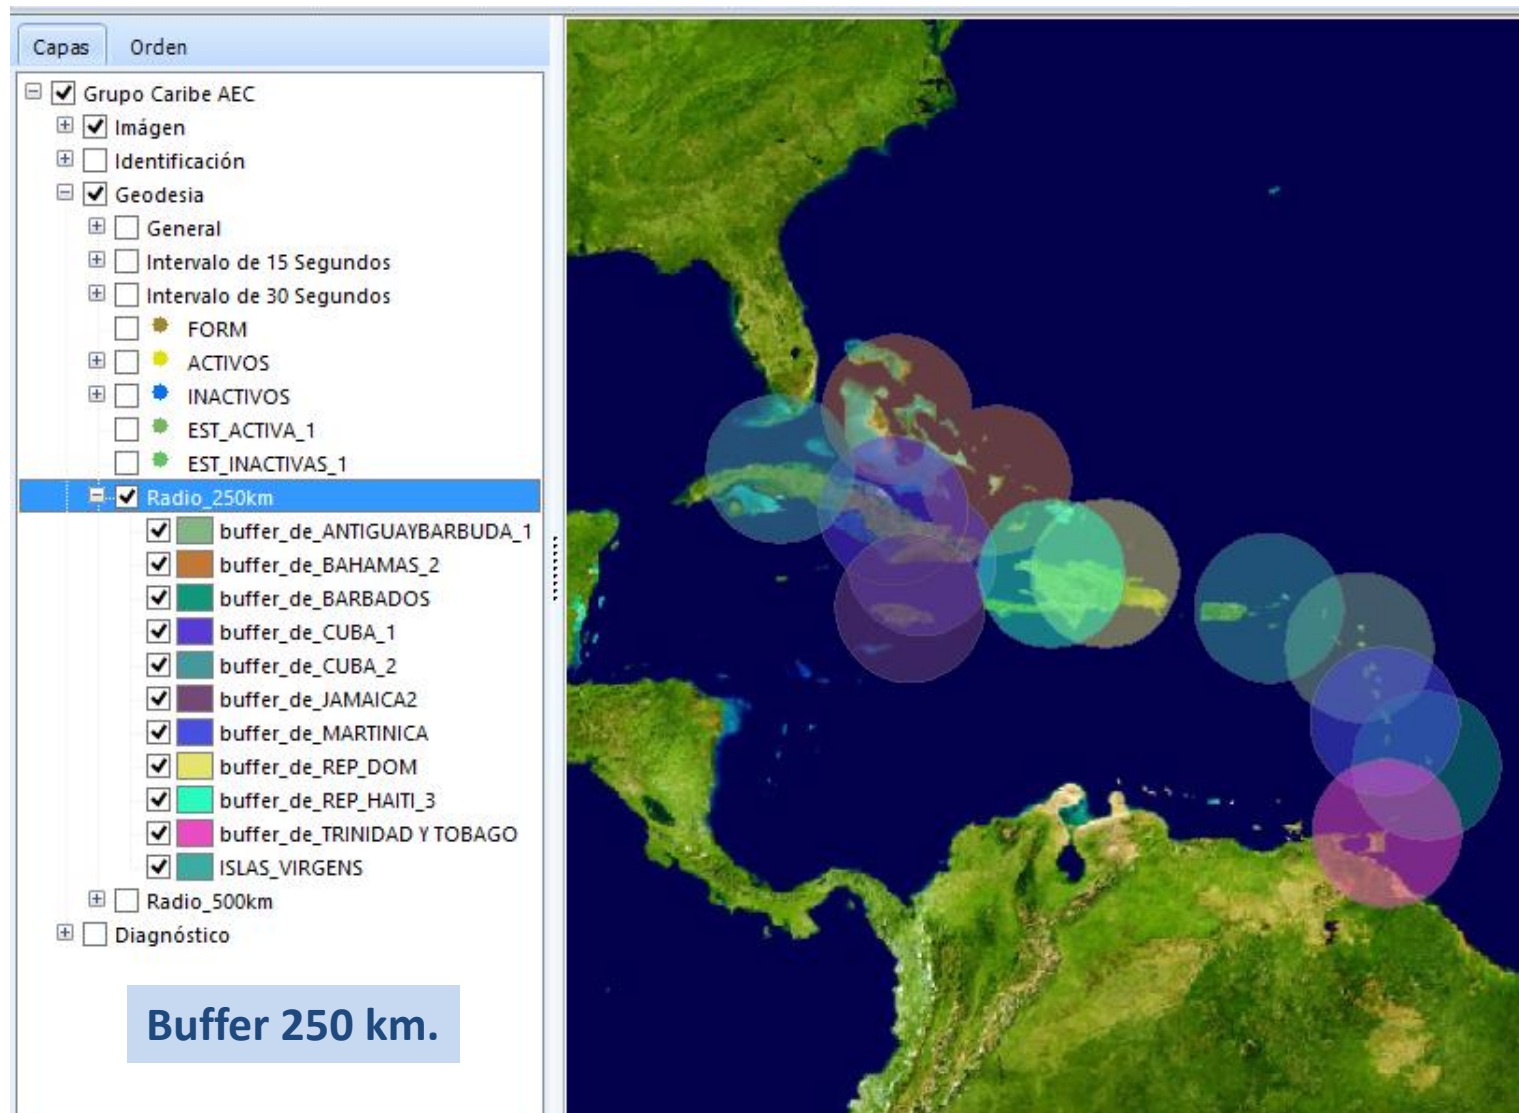 Capas Orden
Grupo Caribe AEC
Imágen
Identificación
Geodesia
General
Intervalo de 15 Segundos
Intervalo de 30 Segundos
FORM
ACTIVOS
INACTIVOS
EST_ACTIVA_1
EST_INACTIVAS_1
Radio_250km
buffer_de_ANTIGUAYBARBUDA_1
buffer_de_BAHAMAS_2
buffer_de_BARBADOS
buffer_de_CUBA_1
buffer_de_CUBA_2
buffer_de_JAMAICA2
buffer_de_MARTINICA
buffer_de_REP_DOM
buffer_de_REP_HAITI_3
buffer_de_TRINIDAD Y TOBAGO
ISLAS_VIRGENS
Radio_500km
Diagnóstico
Buffer 250 km.